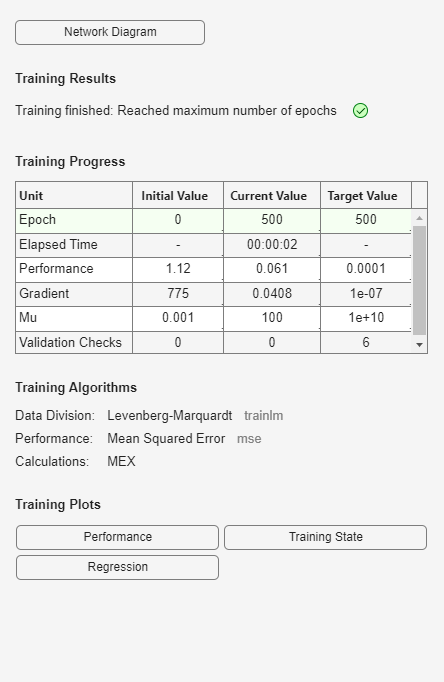 Network Diagram
Training Results
Training finished: Reached maximum number of epochs
Training Progress
Unit Initial Value Current Value Target Value
Epoch 0 500 500
Elapsed Time - 00:00:02 -
Performance 1.12 0.061 0.0001
Gradient 775 0.0408 1e-07
Mu 0.001 100 1e+10
Validation Checks 0 0 6
Training Algorithms
Data Division: Levenberg-Marquardt trainlm
Performance: Mean Squared Error mse
Calculations: MEX
Training Plots
Performance Training State
Regression